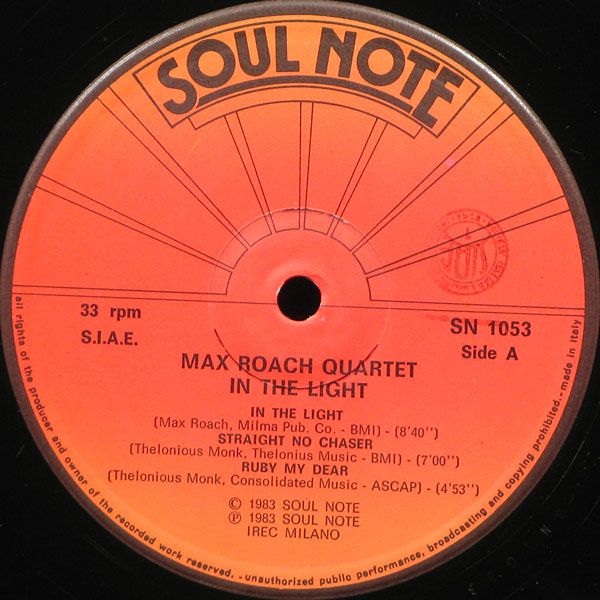 SOUL NOTE
33 rpm
S.I.A.E.
SN 1053
Side A
MAX ROACH QUARTET
IN THE LIGHT
IN THE LIGHT
(Max Roach, Milma Pub. Co. - BMI) - (8'40'')
STRAIGHT NO CHASER
(Thelonious Monk, Thelonius Music - BMI) - (7'00'')
RUBY MY DEAR
(Thelonious Monk, Consolidated Music - ASCAP) - (4'53'')
© 1983 SOUL NOTE
℗ 1983 SOUL NOTE
IREC MILANO
all rights of the producer and owner of the recorded work reserved. - unauthorized public performance, broadcasting and copying prohibited. - made in Italy